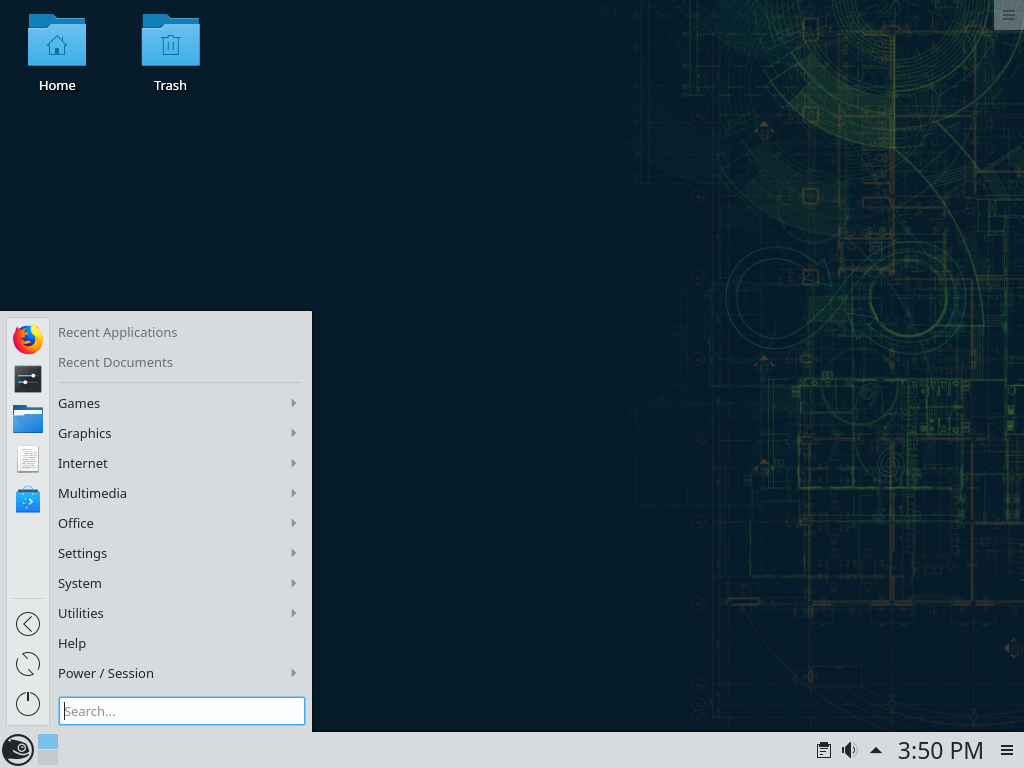 Home
Trash
Recent Applications
Recent Documents
Games
Graphics
Internet
Multimedia
Office
Settings
System
Utilities
Help
Power / Session
Search...
3:50 PM